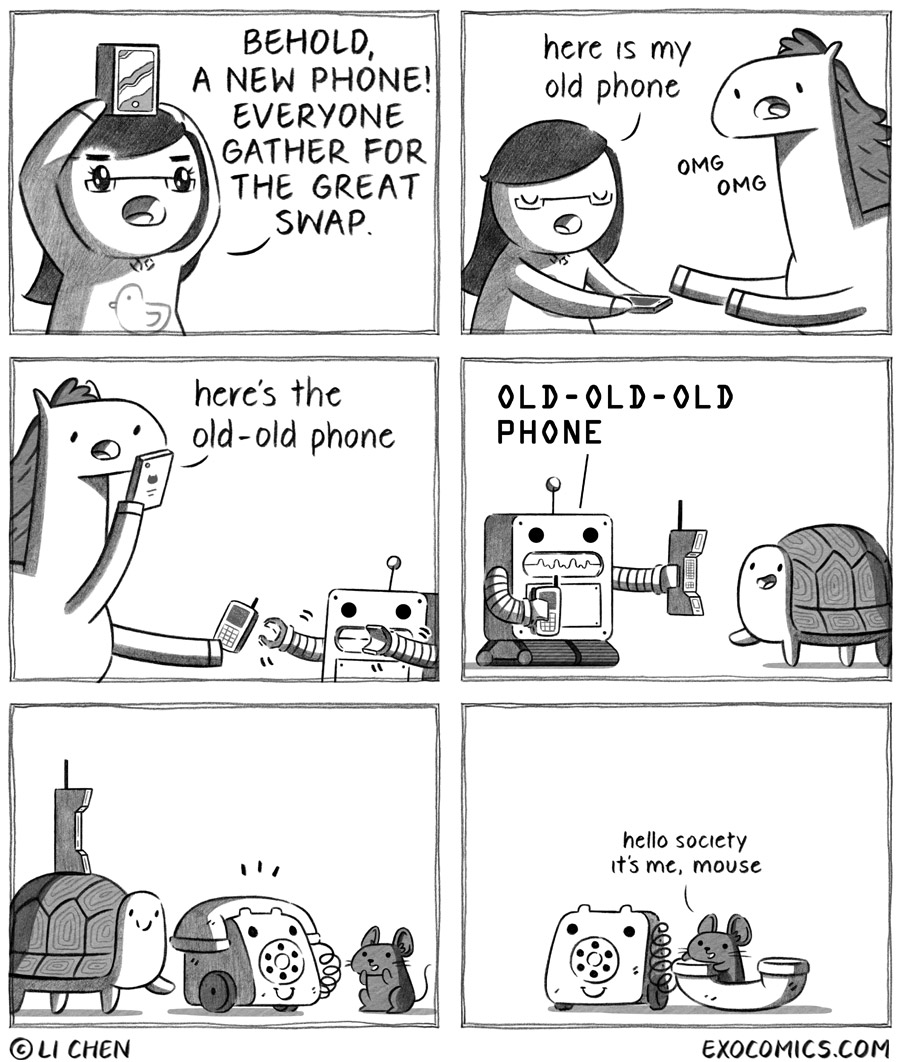 BEHOLD,
A NEW PHONE!
EVERYONE
GATHER FOR
THE GREAT
SWAP.
here is my
old phone
OMG
OMG
here's the
old-old phone
OLD-OLD-OLD
PHONE
hello society
it's me, mouse
© LI CHEN
EXOCOMICS.COM